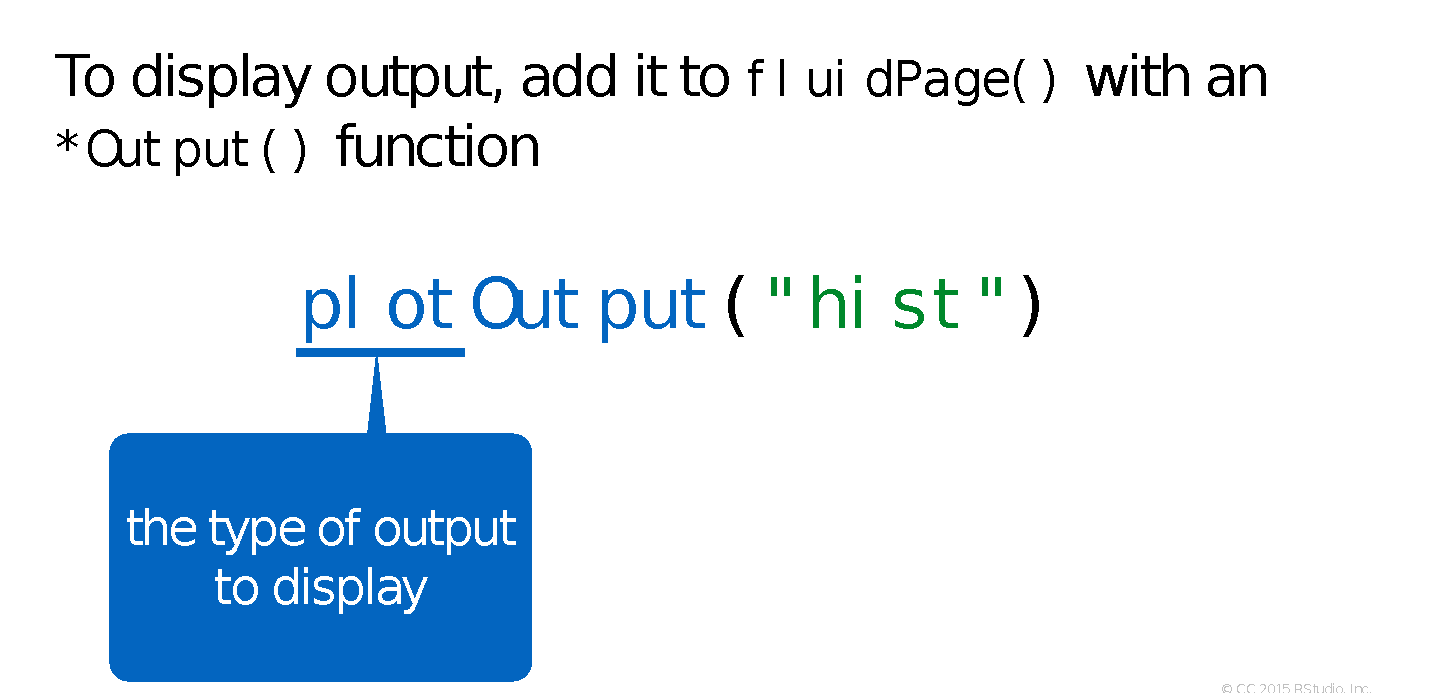 To display output, add it to fluidPage() with an
*Output() function
plotOutput("hist")
the type of output
to display
© CC 2015 RStudio, Inc.